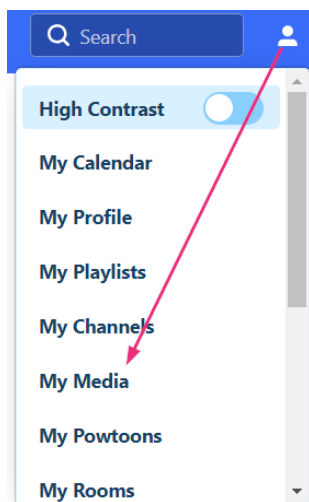 Search
High Contrast
My Calendar
My Profile
My Playlists
My Channels
My Media
My Powtoons
My Rooms